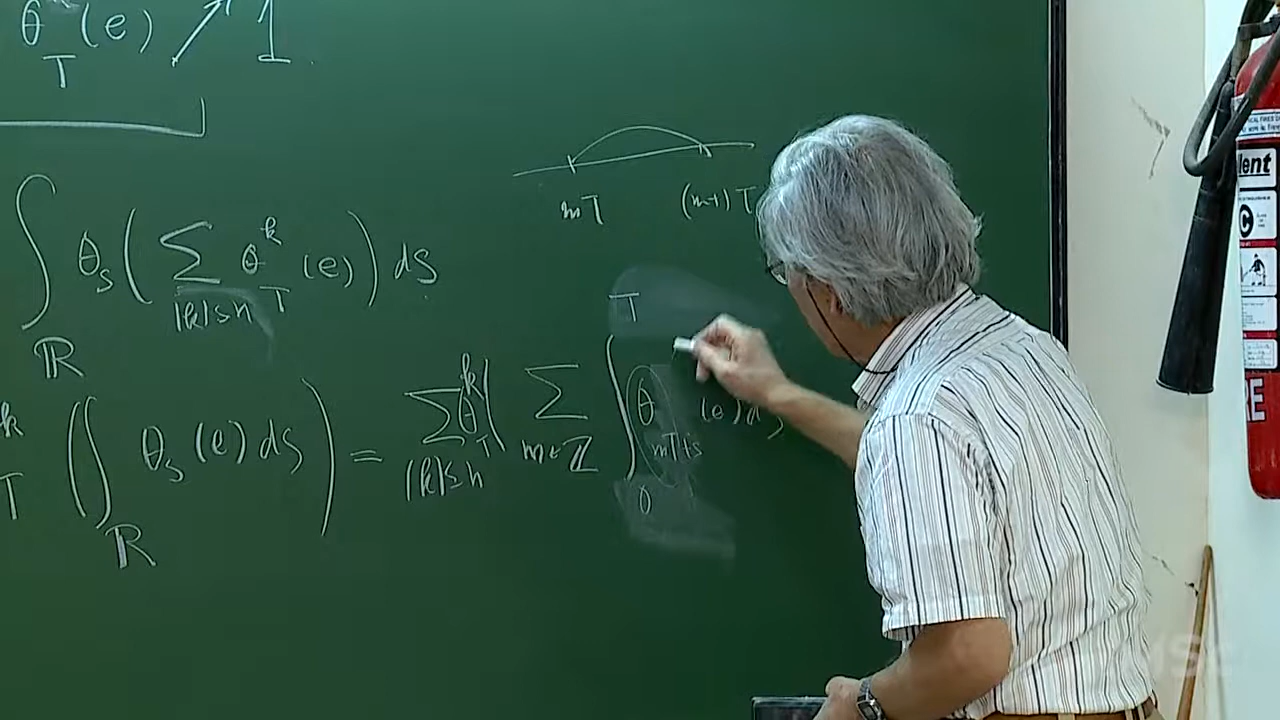 θ_T (e) ↗ 1
mT (m+1) T
∫_ℝ θ_s ( Σ_{|k|≤n} θ_T^k (e) ) ds
k T ( ∫_ℝ θ_s (e) ds ) = Σ_{|k|≤n} θ_T^k ( Σ_{m∈ℤ} ∫_0^T θ_{mT+s} (e) ds